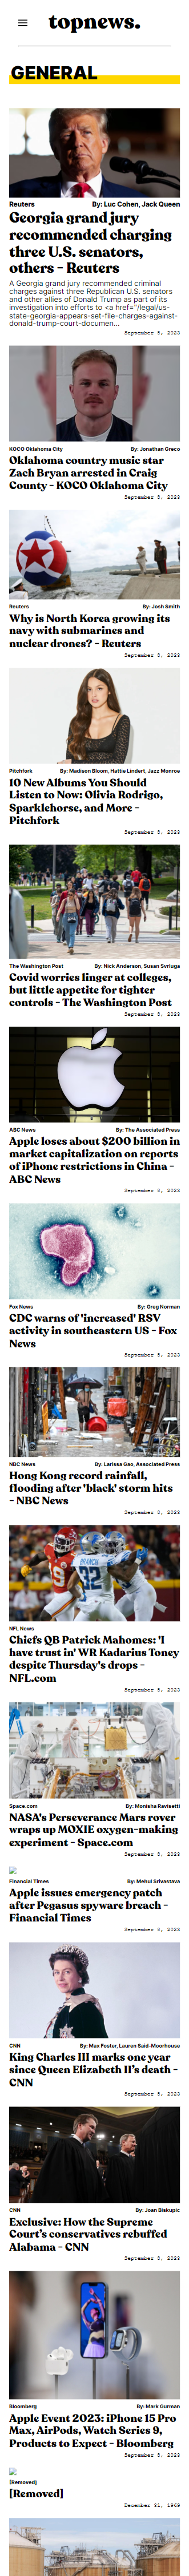 topnews.
GENERAL
Reuters By: Luc Cohen, Jack Queen
Georgia grand jury
recommended charging
three U.S. senators,
others - Reuters
A Georgia grand jury recommended criminal
charges against three Republican U.S. senators
and other allies of Donald Trump as part of its
investigation into efforts to <a href="/legal/us-
state-georgia-appears-set-file-charges-against-
donald-trump-court-documen...
September 8, 2023
KOCO Oklahoma City By: Jonathan Greco
Oklahoma country music star
Zach Bryan arrested in Craig
County - KOCO Oklahoma City
September 8, 2023
Reuters By: Josh Smith
Why is North Korea growing its
navy with submarines and
nuclear drones? - Reuters
September 8, 2023
Pitchfork By: Madison Bloom, Hattie Lindert, Jazz Monroe
10 New Albums You Should
Listen to Now: Olivia Rodrigo,
Sparklehorse, and More -
Pitchfork
September 8, 2023
The Washington Post By: Nick Anderson, Susan Svrluga
Covid worries linger at colleges,
but little appetite for tighter
controls - The Washington Post
September 8, 2023
ABC News By: The Associated Press
Apple loses about $200 billion in
market capitalization on reports
of iPhone restrictions in China -
ABC News
September 8, 2023
Fox News By: Greg Norman
CDC warns of 'increased' RSV
activity in southeastern US - Fox
News
September 8, 2023
NBC News By: Larissa Gao, Associated Press
Hong Kong record rainfall,
flooding after 'black' storm hits
- NBC News
September 8, 2023
BRANCH
32
NFL News
Chiefs QB Patrick Mahomes: 'I
have trust in' WR Kadarius Toney
despite Thursday's drops -
NFL.com
September 8, 2023
Space.com By: Monisha Ravisetti
NASA's Perseverance Mars rover
wraps up MOXIE oxygen-making
experiment - Space.com
September 8, 2023
Financial Times By: Mehul Srivastava
Apple issues emergency patch
after Pegasus spyware breach -
Financial Times
September 8, 2023
CNN By: Max Foster, Lauren Said-Moorhouse
King Charles III marks one year
since Queen Elizabeth II's death -
CNN
September 8, 2023
CNN By: Joan Biskupic
Exclusive: How the Supreme
Court's conservatives rebuffed
Alabama - CNN
September 8, 2023
Bloomberg By: Mark Gurman
Apple Event 2023: iPhone 15 Pro
Max, AirPods, Watch Series 9,
Products to Expect - Bloomberg
September 8, 2023
[Removed]
[Removed]
December 31, 1969